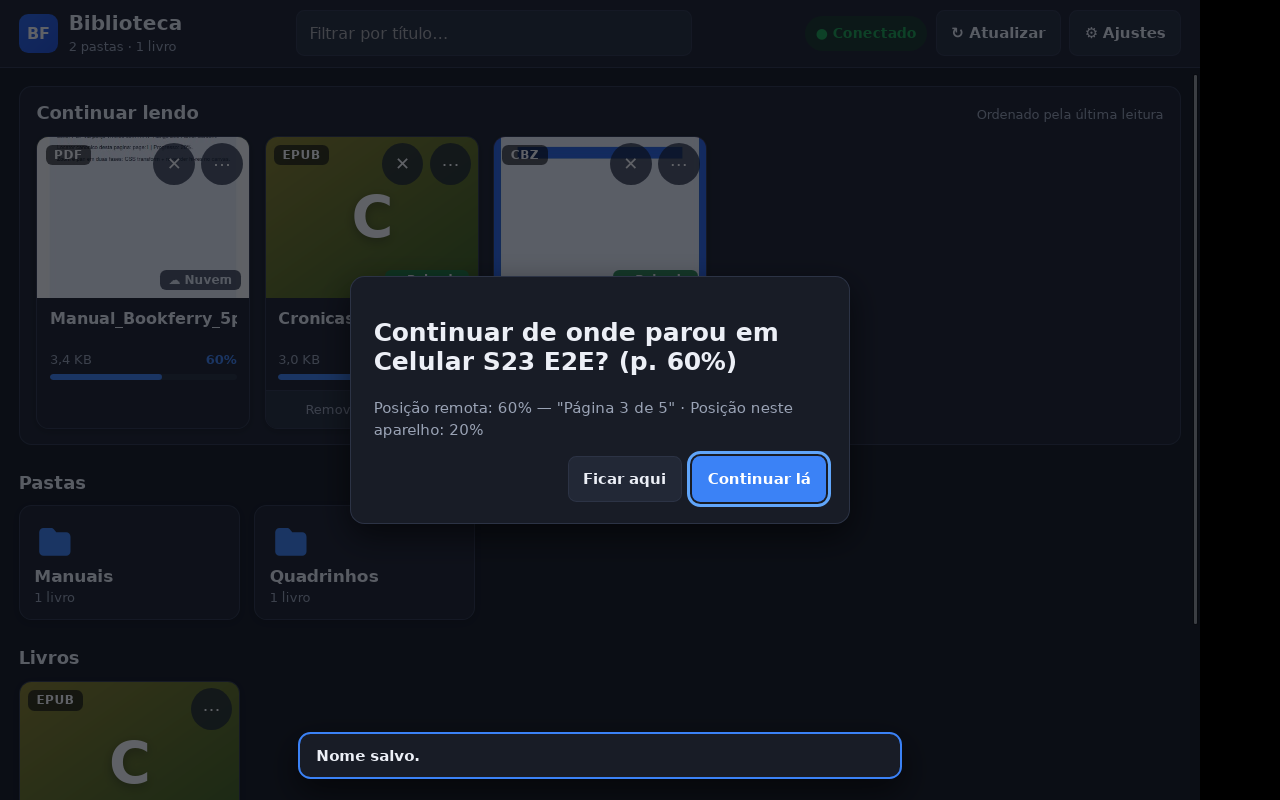 BF
Biblioteca
2 pastas · 1 livro
Filtrar por título…
● Conectado
↻ Atualizar
⚙ Ajustes
Continuar lendo
Ordenado pela última leitura
PDF
✕
⋯
☁ Nuvem
Manual_Bookferry_5p
3,4 KB
60%
EPUB
✕
⋯
C
Cronicas
3,0 KB
Remov
CBZ
✕
⋯
Continuar de onde parou em
Celular S23 E2E? (p. 60%)
Posição remota: 60% — "Página 3 de 5" · Posição neste
aparelho: 20%
Ficar aqui
Continuar lá
Pastas
Manuais
1 livro
Quadrinhos
1 livro
Livros
EPUB
⋯
C
Nome salvo.